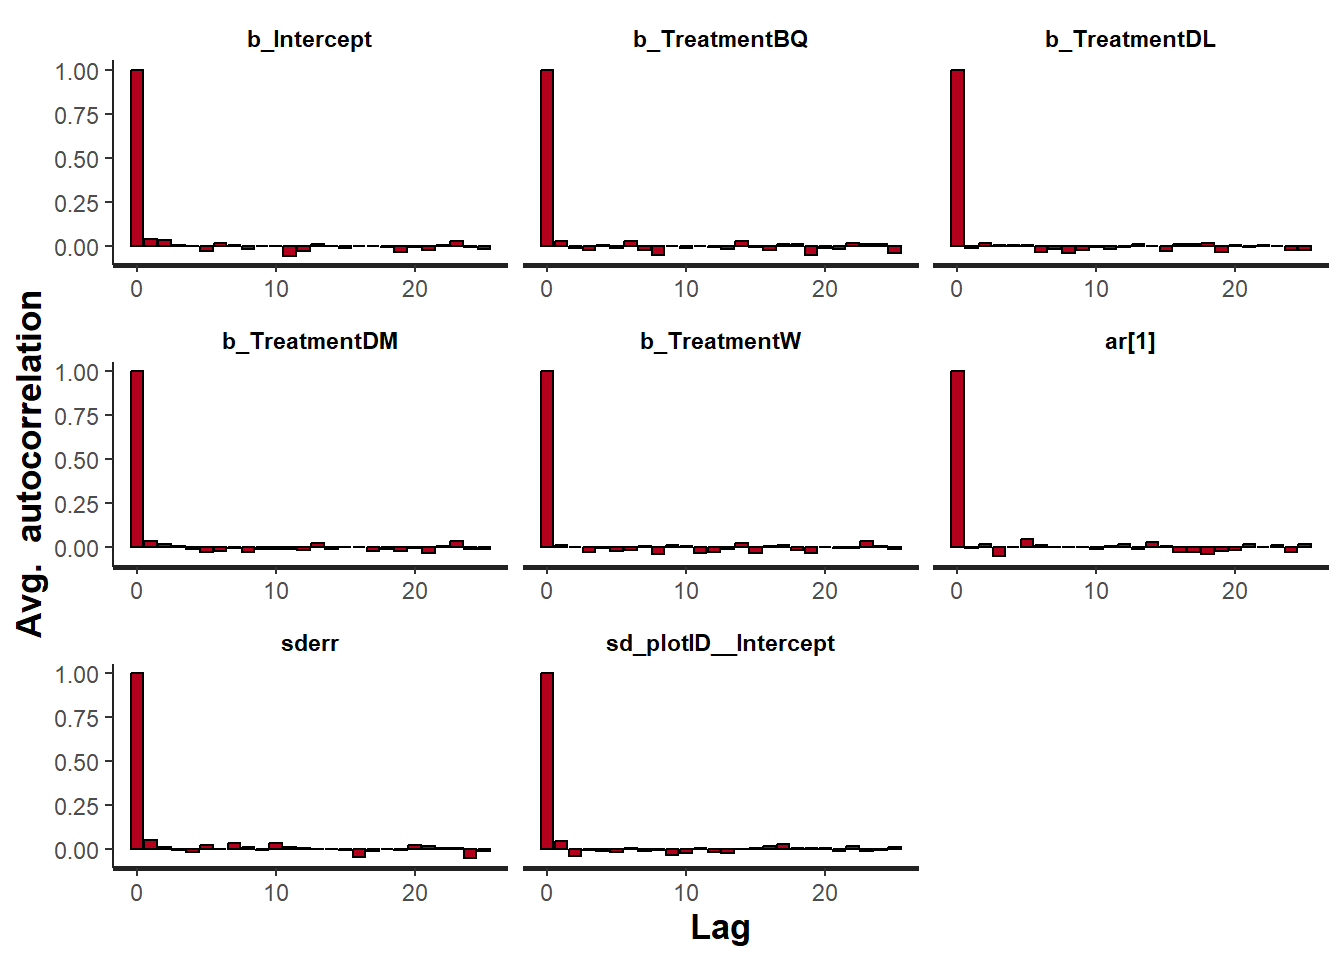 b_Intercept b_TreatmentBQ b_TreatmentDL
1.00
0.75
0.50
0.25
0.00
0 10 20 0 10 20 0 10 20
b_TreatmentDM b_TreatmentW ar[1]
1.00
0.75
0.50
0.25
0.00
0 10 20 0 10 20 0 10 20
sderr sd_plotID__Intercept
1.00
0.75
0.50
0.25
0.00
0 10 20 0 10 20
Lag
Avg. autocorrelation